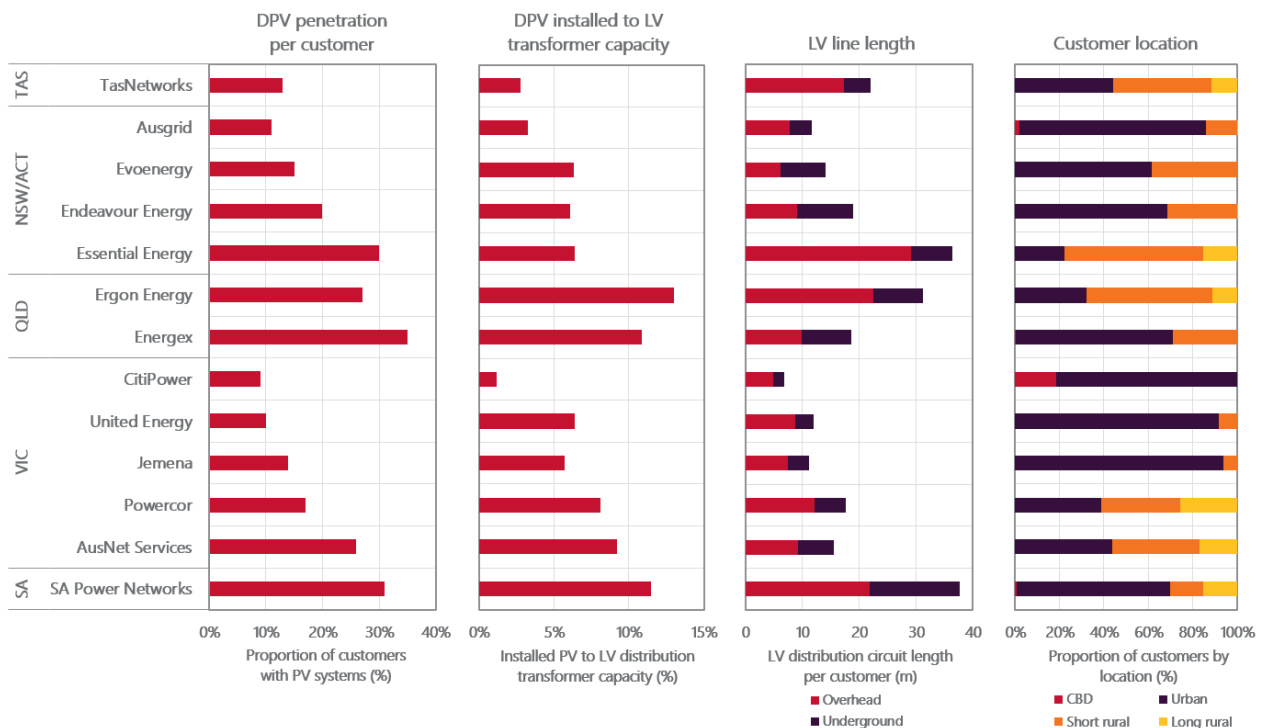 DPV penetration
per customer
DPV installed to LV
transformer capacity
LV line length
Customer location
TAS
TasNetworks
NSW/ACT
Ausgrid
Evoenergy
Endeavour Energy
Essential Energy
QLD
Ergon Energy
Energex
VIC
CitiPower
United Energy
Jemena
Powercor
AusNet Services
SA
SA Power Networks
0% 10% 20% 30% 40%
Proportion of customers
with PV systems (%)
0% 5% 10% 15%
Installed PV to LV distribution
transformer capacity (%)
0 10 20 30 40
LV distribution circuit length
per customer (m)
Overhead
Underground
0% 20% 40% 60% 80% 100%
Proportion of customers by
location (%)
CBD Urban
Short rural Long rural